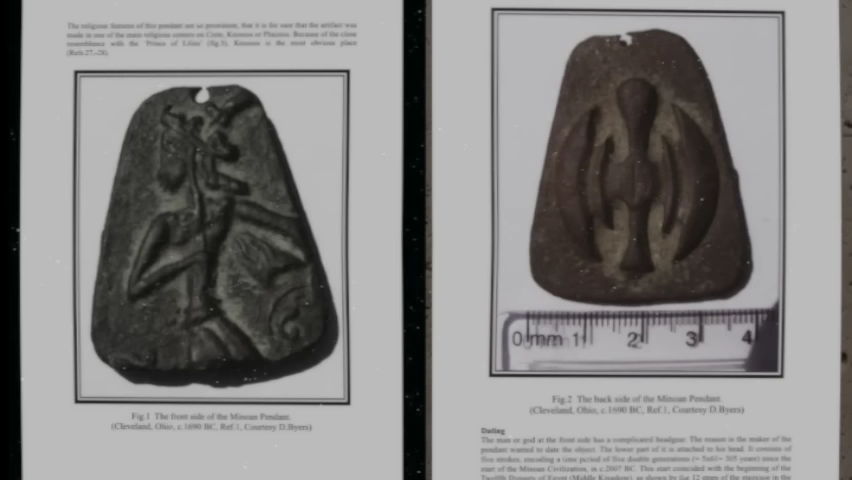 The religious features of this pendant are so prominent, that it is for sure that the artifact was
made in one of the main religious centers on Crete, Knossos or Phaistos. Because of the close
resemblance with the 'Prince of Lilies' (fig.3), Knossos is the most obvious place
(Refs.27,-28).
Fig.1 The front side of the Minoan Pendant.
(Cleveland, Ohio, c.1690 BC, Ref.1, Courtesy D.Byers)
0 mm 1 2 3 4
Fig.2 The back side of the Minoan Pendant.
(Cleveland, Ohio, c.1690 BC, Ref.1, Courtesy D.Byers)
Dating
The man or god at the front side has a complicated headgear. The reason is the maker of the
pendant wanted to date the object. The lower part of it is attached to his head. It consists of
five strokes, encoding a time period of five double generations (= 5x61= 305 years) since the
start of the Minoan Civilization, in c.2007 BC. This start coincided with the beginning of the
Twelfth Dynasty of Egypt (Middle Kingdom), as shown by the 12 steps of the